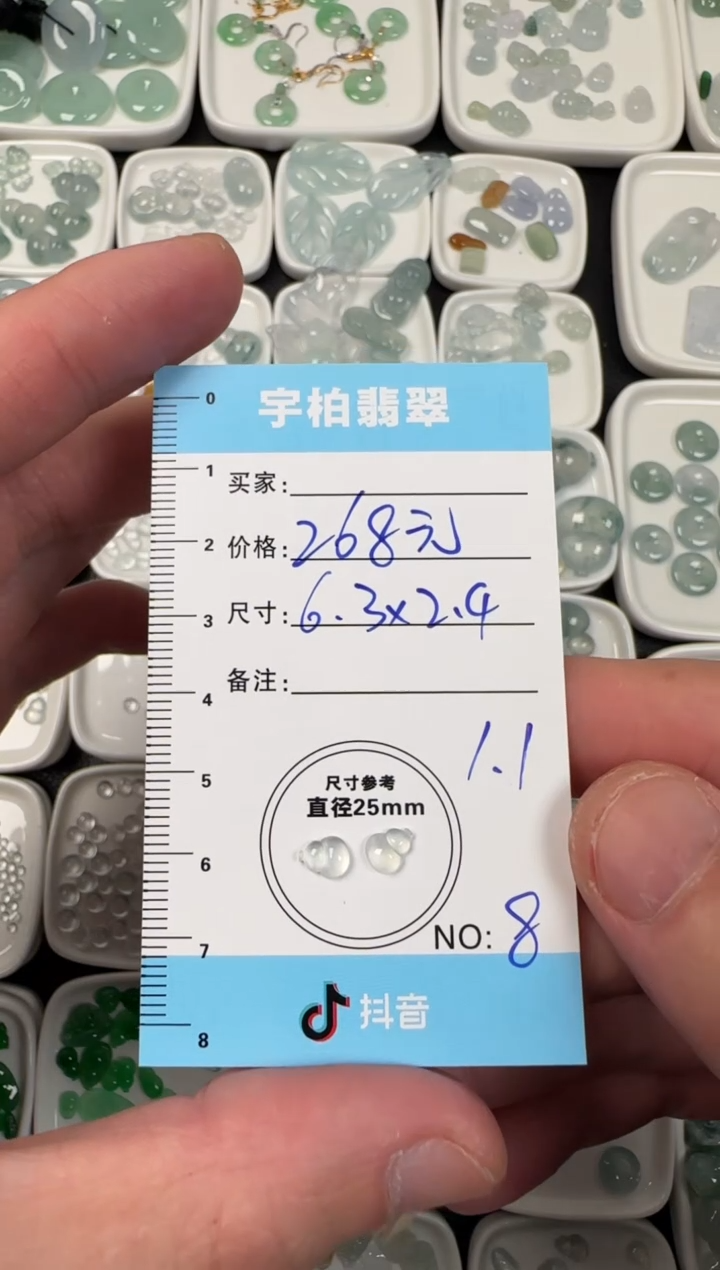 宇柏翡翠
0
1
2
3
4
5
6
7
8
买家:
价格: 268元
尺寸: 6.3×2.4
备注:
1.1
尺寸参考
直径25mm
NO: 8
抖音